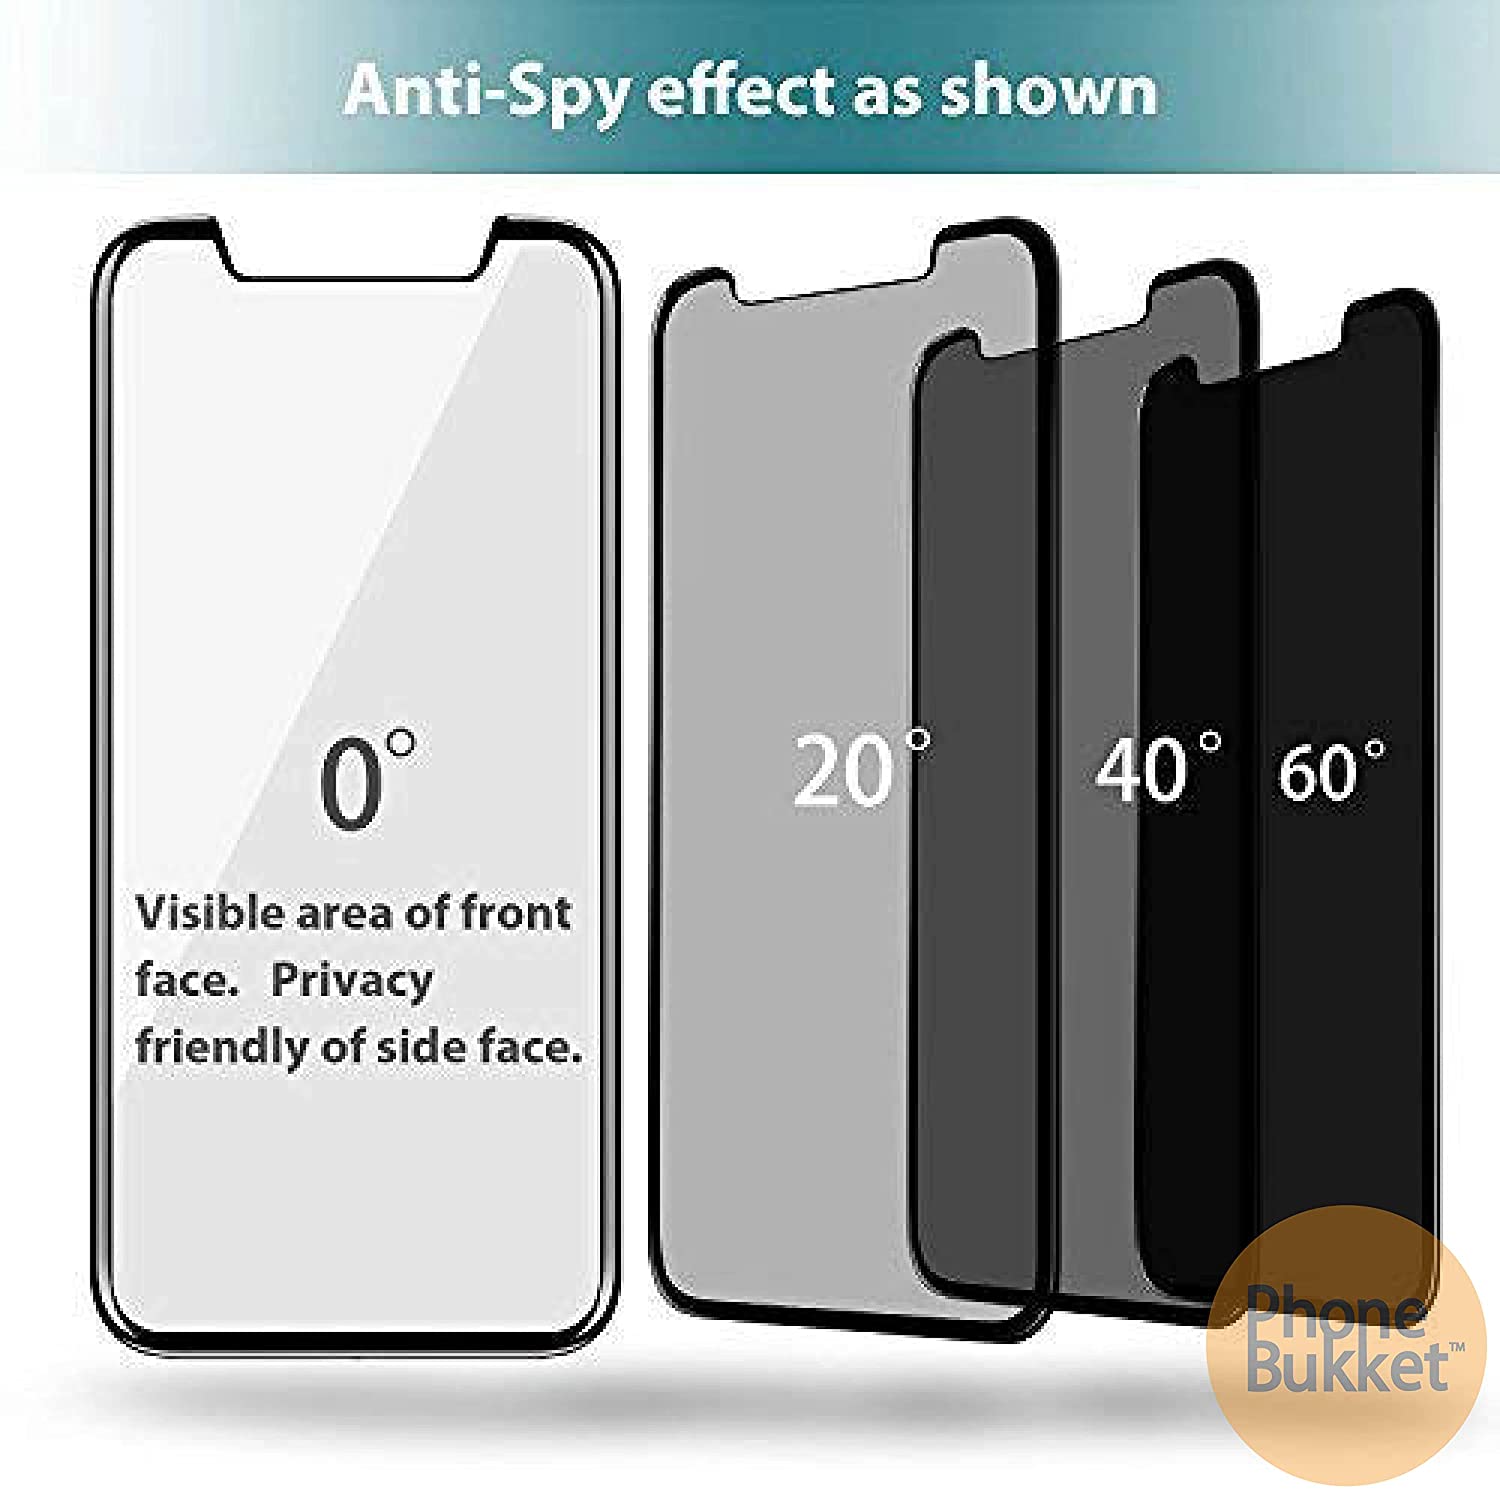 Anti-Spy effect as shown
0°
Visible area of front
face. Privacy
friendly of side face.
20°
40°
60°
Phone
Bukket™